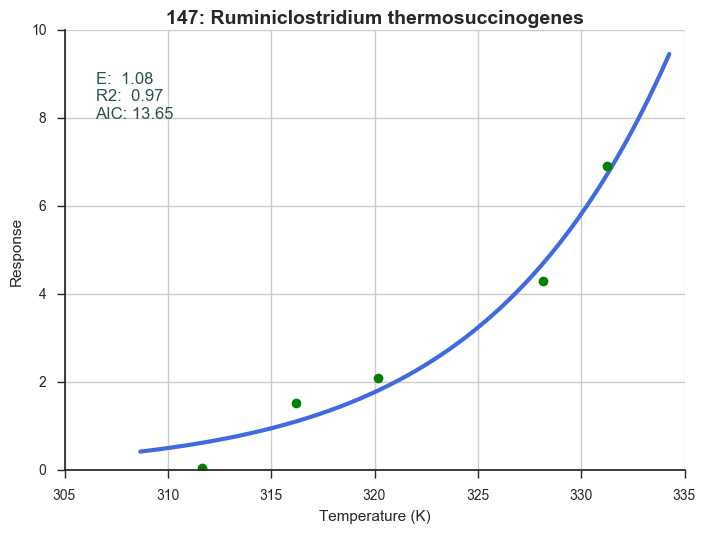 147: Ruminiclostridium thermosuccinogenes
E:  1.08
R2:  0.97
AIC: 13.65
Response
10
8
6
4
2
0
305 310 315 320 325 330 335
Temperature (K)